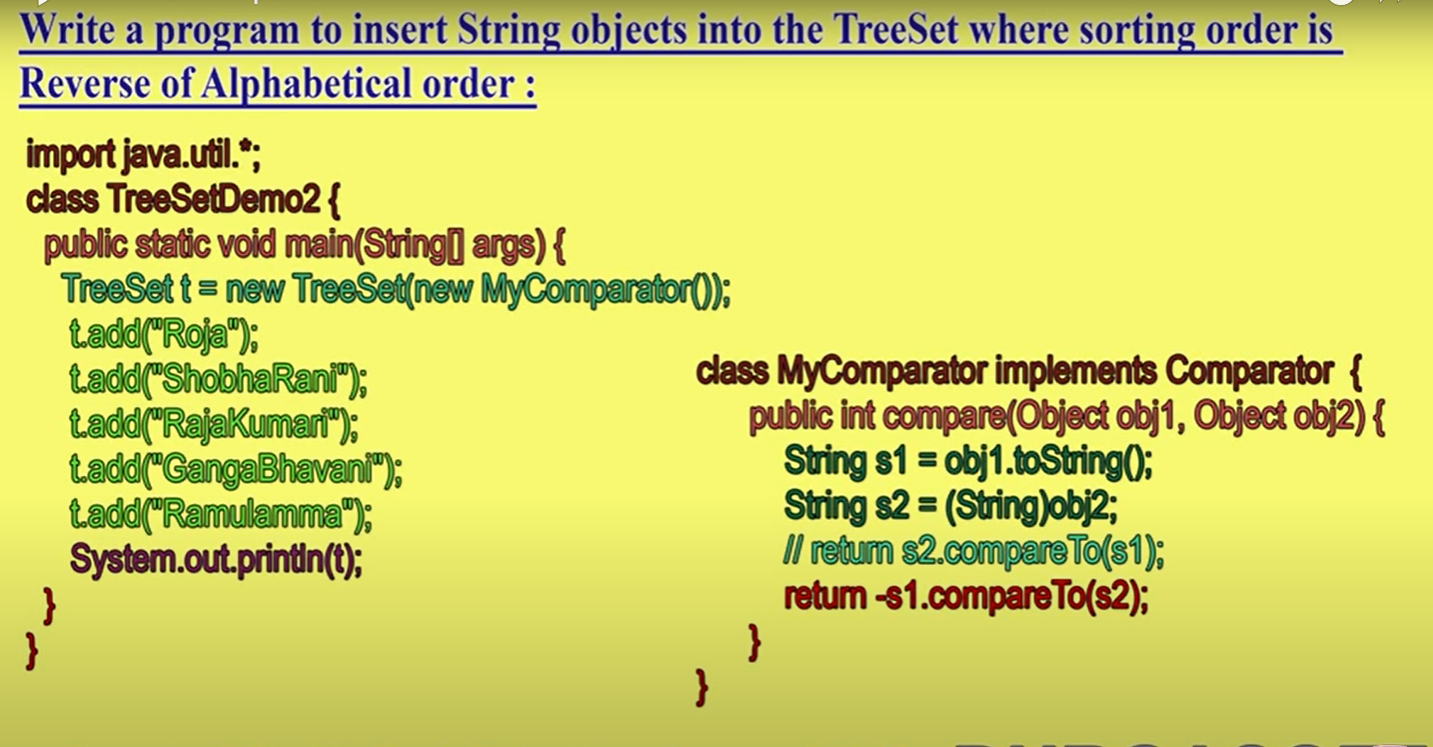 Write a program to insert String objects into the TreeSet where sorting order is
Reverse of Alphabetical order :
import java.util.*;
class TreeSetDemo2 {
public static void main(String[] args) {
TreeSet t = new TreeSet(new MyComparator());
t.add("Roja");
t.add("ShobhaRani");
t.add("RajaKumari");
t.add("GangaBhavani");
t.add("Ramulamma");
System.out.println(t);
}
}
class MyComparator implements Comparator {
public int compare(Object obj1, Object obj2) {
String s1 = obj1.toString();
String s2 = (String)obj2;
// return s2.compareTo(s1);
return -s1.compareTo(s2);
}
}